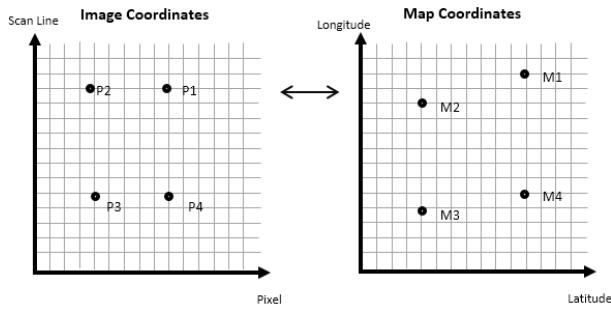 Image Coordinates
Scan Line
P2
P1
P3
P4
Pixel
Map Coordinates
Longitude
M1
M2
M4
M3
Latitude